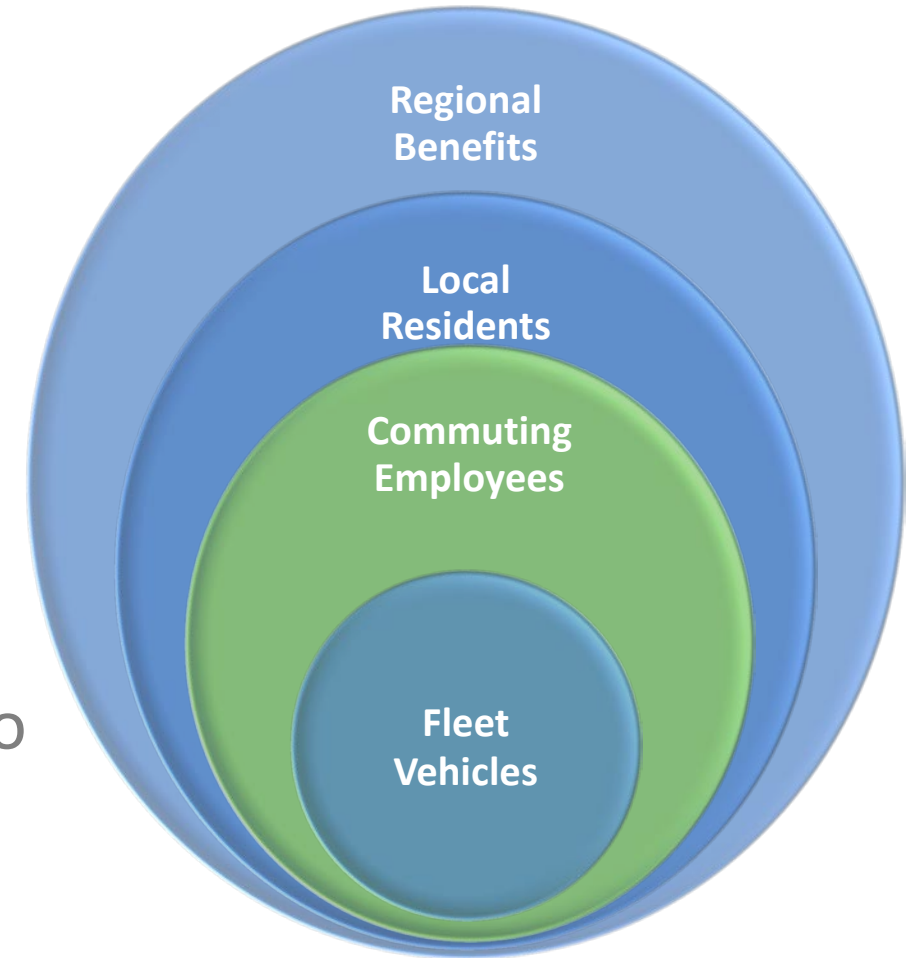 Regional
Benefits
Local
Residents
Commuting
Employees
o
Fleet
Vehicles